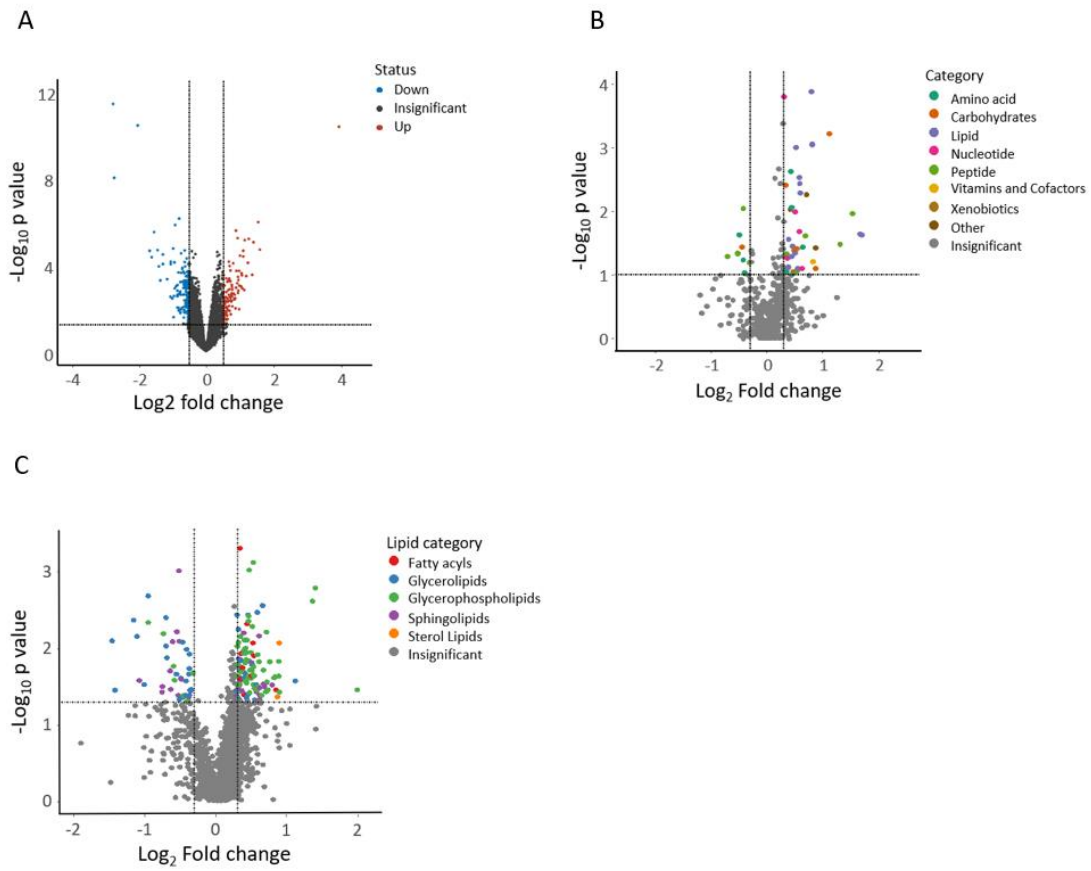 A
12
8
4
0
-Log10 p value
-4
-2
0
2
4
Log2 fold change
Status
Down
Insignificant
Up
B
4
3
2
1
0
-Log10 p value
-2
-1
0
1
2
Log2 Fold change
Category
Amino acid
Carbohydrates
Lipid
Nucleotide
Peptide
Vitamins and Cofactors
Xenobiotics
Other
Insignificant
C
3
2
1
0
-Log10 p value
-2
-1
0
1
2
Log2 Fold change
Lipid category
Fatty acyls
Glycerolipids
Glycerophospholipids
Sphingolipids
Sterol Lipids
Insignificant